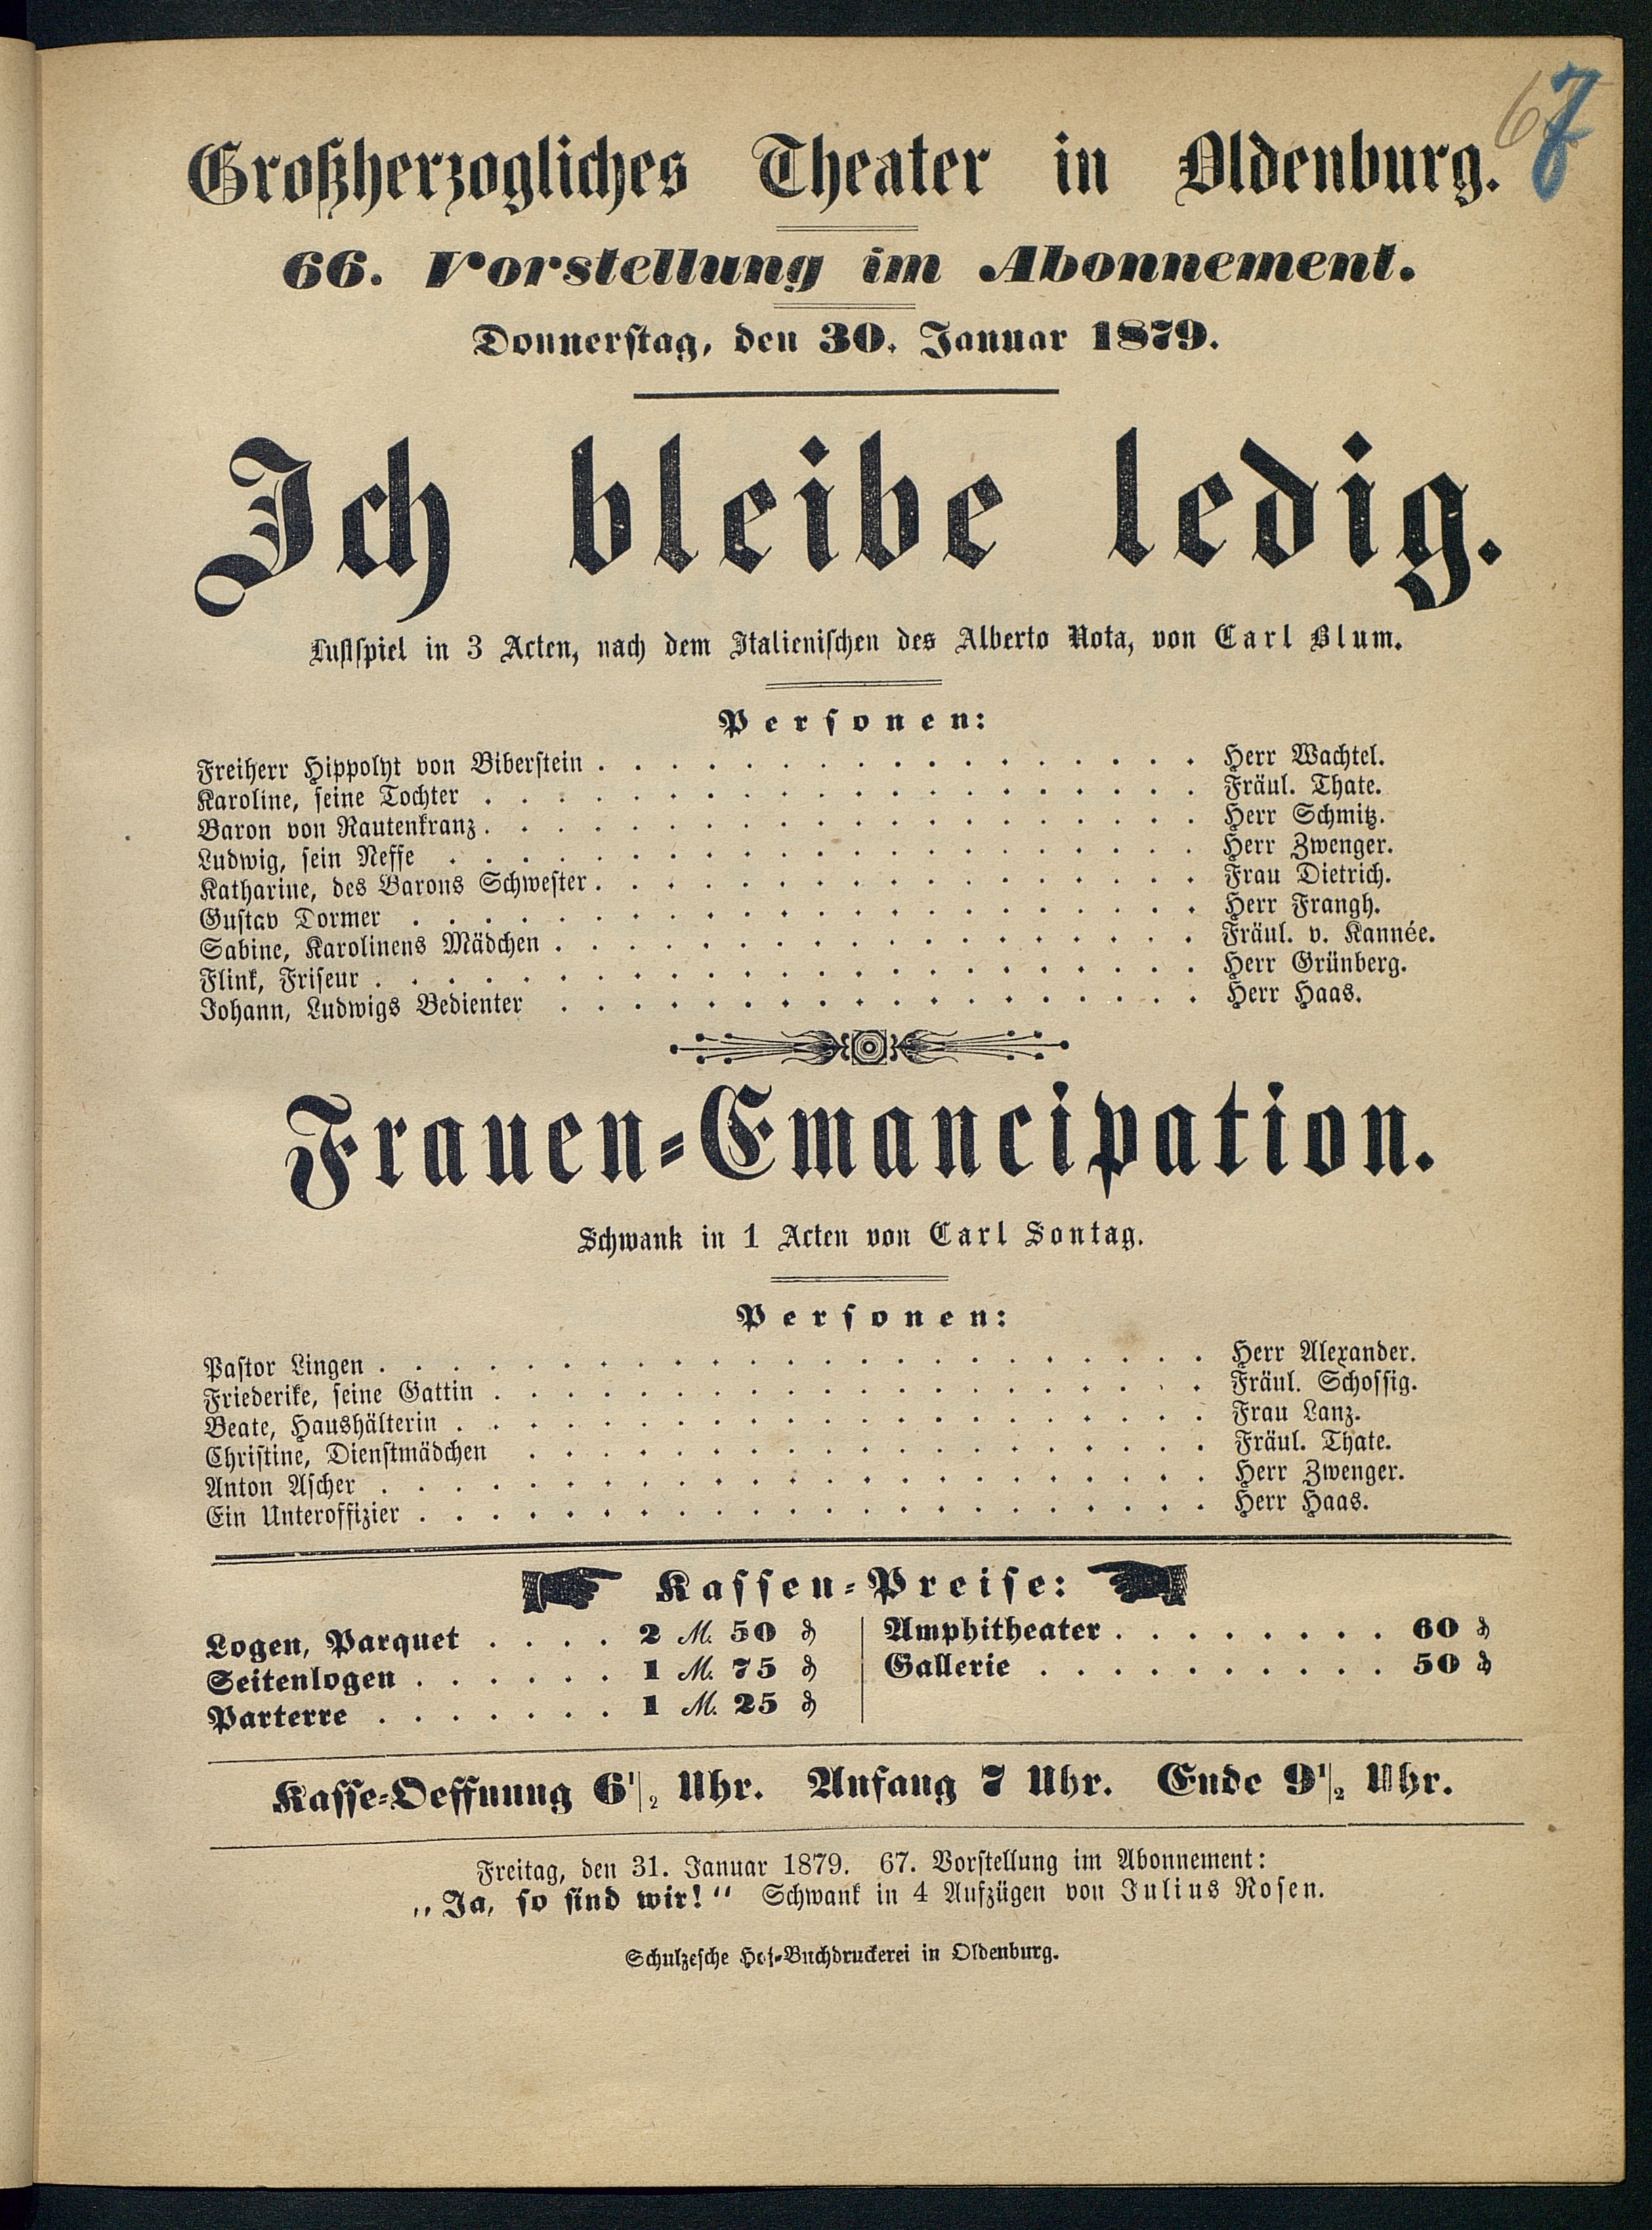 67
Großherzogliches Theater in Oldenburg.
66. Vorstellung im Abonnement.
Donnerstag, den 30. Januar 1879.
Ich bleibe ledig.
Lustspiel in 3 Acten, nach dem Italienischen des Alberto Nota, von Carl Blum.
Personen:
Freiherr Hippolyt von Biberstein . . . . . . . . . . . . . . . . . Herr Wachtel.
Karoline, seine Tochter . . . . . . . . . . . . . . . . . . . . Fräul. Thate.
Baron von Rautenkranz . . . . . . . . . . . . . . . . . . . . Herr Schmitz.
Ludwig, sein Neffe . . . . . . . . . . . . . . . . . . . . . Herr Zwenger.
Katharine, des Barons Schwester . . . . . . . . . . . . . . . . . Frau Dietrich.
Gustav Dormer . . . . . . . . . . . . . . . . . . . . . . Herr Frangh.
Sabine, Karolinens Mädchen . . . . . . . . . . . . . . . . . . Fräul. v. Kannée.
Flink, Friseur . . . . . . . . . . . . . . . . . . . . . . . Herr Grünberg.
Johann, Ludwigs Bedienter . . . . . . . . . . . . . . . . . . Herr Haas.
Frauen-Emancipation.
Schwank in 1 Acten von Carl Sontag.
Personen:
Pastor Lingen . . . . . . . . . . . . . . . . . . . . . . . Herr Alexander.
Friederike, seine Gattin . . . . . . . . . . . . . . . . . . . . Fräul. Schossig.
Beate, Haushälterin . . . . . . . . . . . . . . . . . . . . . Frau Lanz.
Christine, Dienstmädchen . . . . . . . . . . . . . . . . . . . Fräul. Thate.
Anton Ascher . . . . . . . . . . . . . . . . . . . . . . . Herr Zwenger.
Ein Unteroffizier . . . . . . . . . . . . . . . . . . . . . . Herr Haas.
Kassen-Preise:
Logen, Parquet . . . . 2 M. 50 ₰
Seitenlogen . . . . . . 1 M. 75 ₰
Parterre . . . . . . . 1 M. 25 ₰
Amphitheater . . . . . . . . 60 ₰
Gallerie . . . . . . . . . . 50 ₰
Kasse-Oeffnung 6 1/2 Uhr. Anfang 7 Uhr. Ende 9 1/2 Uhr.
Freitag, den 31. Januar 1879. 67. Vorstellung im Abonnement:
„Ja, so sind wir!“ Schwank in 4 Aufzügen von Julius Rosen.
Schulzesche Hof-Buchdruckerei in Oldenburg.